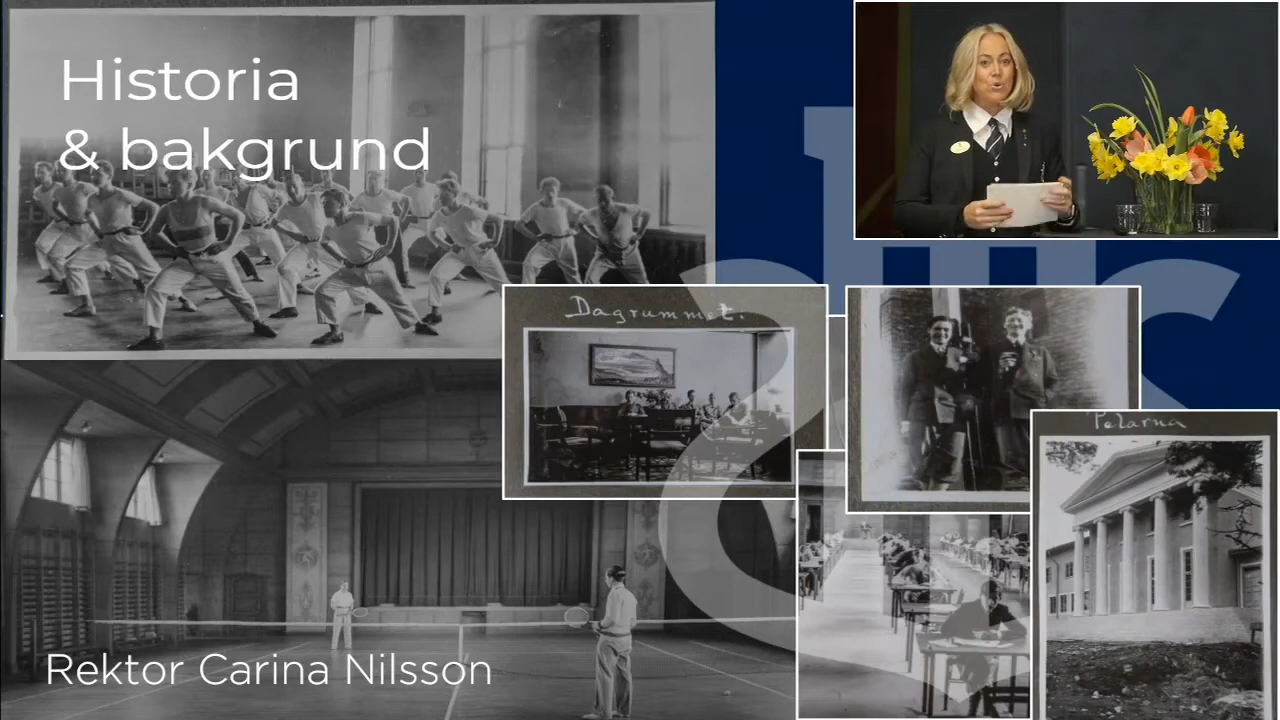 Historia
& bakgrund
Dagrummet.
Pelarna
Rektor Carina Nilsson